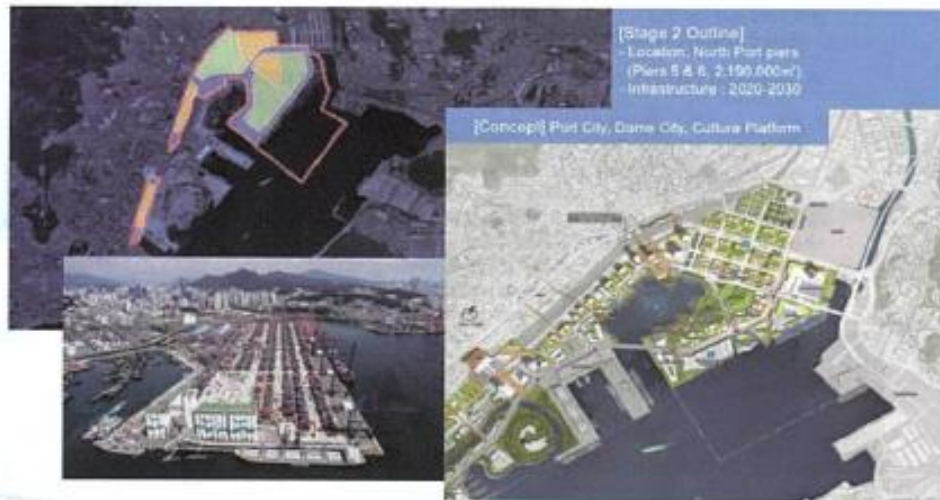 [Stage 2 Outline]
- Location: North Port piers
(Piers 5 & 6, 2,190,000㎡)
- Infrastructure : 2020-2030
[Concept] Port City, Dome City, Culture Platform